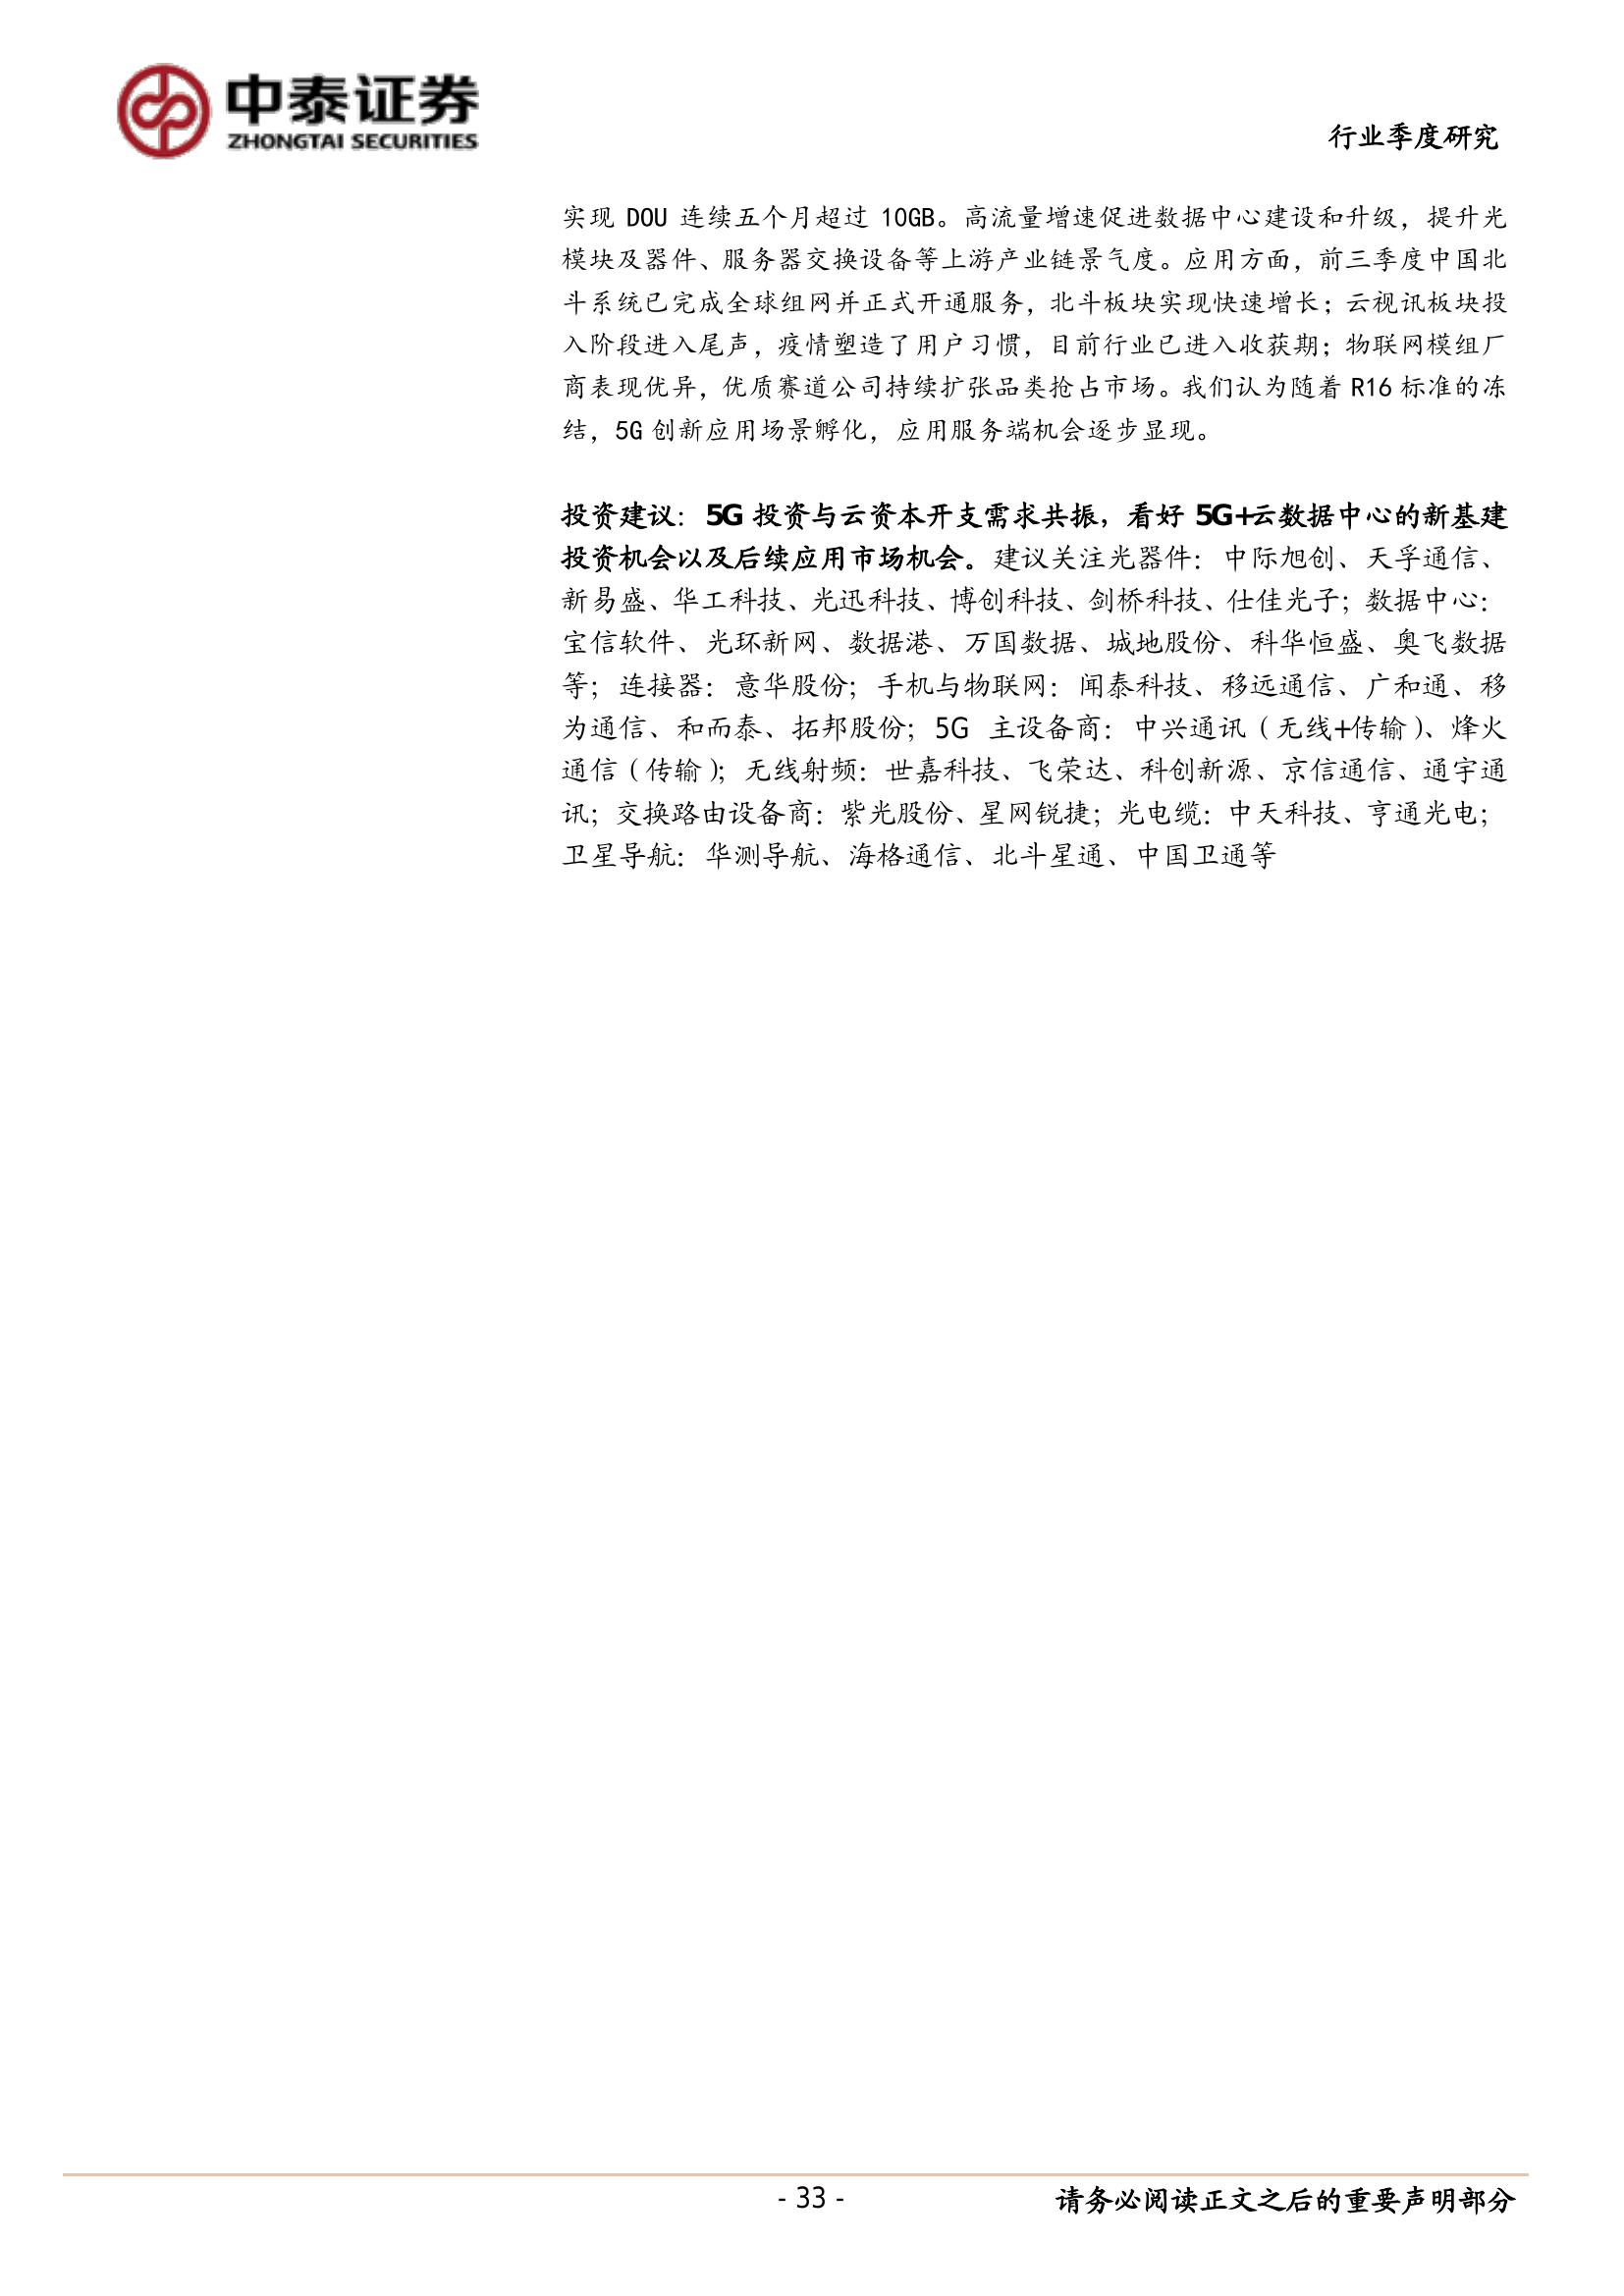 中泰证券
ZHONGTAI SECURITIES
行业季度研究
实现 DOU 连续五个月超过 10GB。高流量增速促进数据中心建设和升级，提升光
模块及器件、服务器交换设备等上游产业链景气度。应用方面，前三季度中国北
斗系统已完成全球组网并正式开通服务，北斗板块实现快速增长；云视讯板块投
入阶段进入尾声，疫情塑造了用户习惯，目前行业已进入收获期；物联网模组厂
商表现优异，优质赛道公司持续扩张品类抢占市场。我们认为随着 R16 标准的冻
结，5G 创新应用场景孵化，应用服务端机会逐步显现。
投资建议：5G 投资与云资本开支需求共振，看好 5G+云数据中心的新基建
投资机会以及后续应用市场机会。建议关注光器件：中际旭创、天孚通信、
新易盛、华工科技、光迅科技、博创科技、剑桥科技、仕佳光子；数据中心：
宝信软件、光环新网、数据港、万国数据、城地股份、科华恒盛、奥飞数据
等；连接器：意华股份；手机与物联网：闻泰科技、移远通信、广和通、移
为通信、和而泰、拓邦股份；5G 主设备商：中兴通讯（无线+传输）、烽火
通信（传输）；无线射频：世嘉科技、飞荣达、科创新源、京信通信、通宇通
讯；交换路由设备商：紫光股份、星网锐捷；光电缆：中天科技、亨通光电；
卫星导航：华测导航、海格通信、北斗星通、中国卫通等
- 33 -
请务必阅读正文之后的重要声明部分